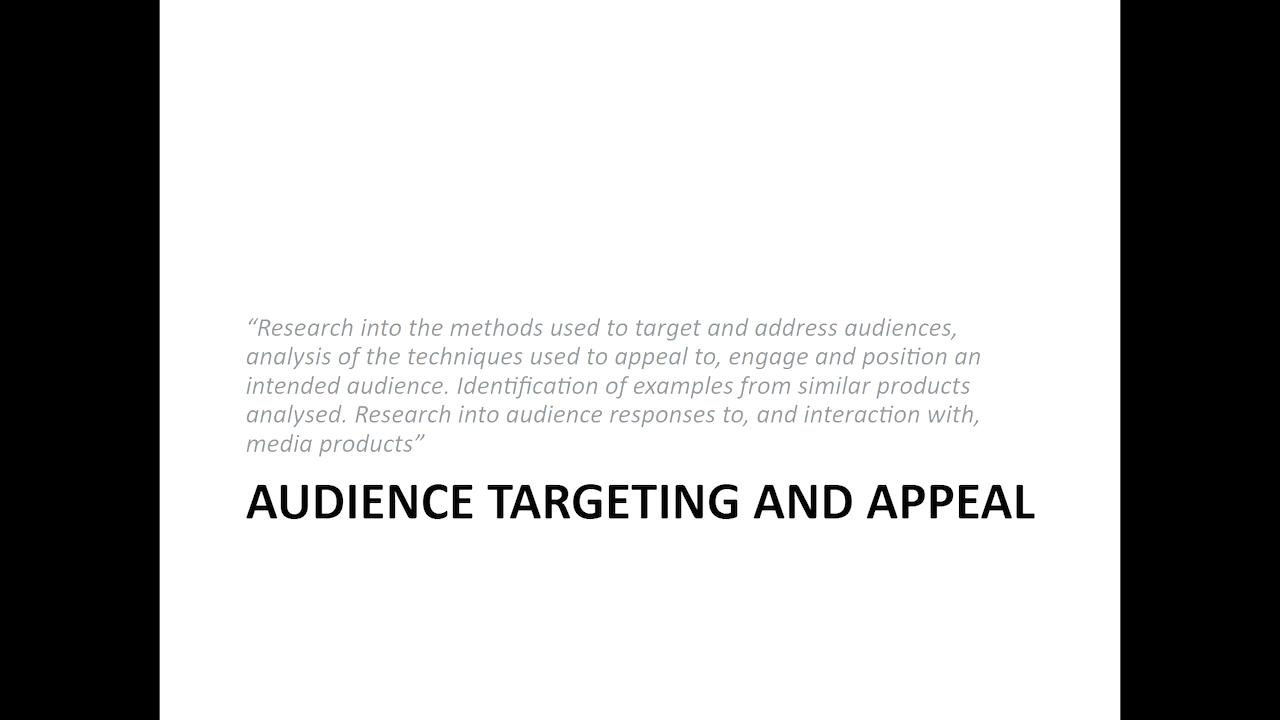 “Research into the methods used to target and address audiences,
analysis of the techniques used to appeal to, engage and position an
intended audience. Identification of examples from similar products
analysed. Research into audience responses to, and interaction with,
media products”
AUDIENCE TARGETING AND APPEAL